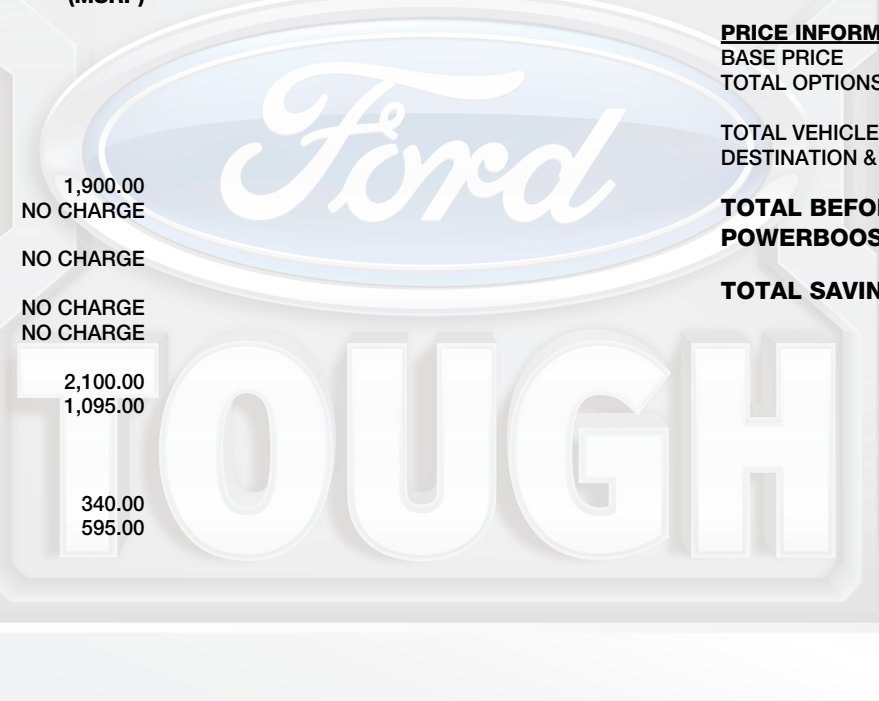 (MSRP)
1,900.00
NO CHARGE
NO CHARGE
NO CHARGE
NO CHARGE
2,100.00
1,095.00
340.00
595.00
PRICE INFORM
BASE PRICE
TOTAL OPTIONS
TOTAL VEHICLE
DESTINATION &
TOTAL BEFO
POWERBOOS
TOTAL SAVIN
Ford
TOUGH